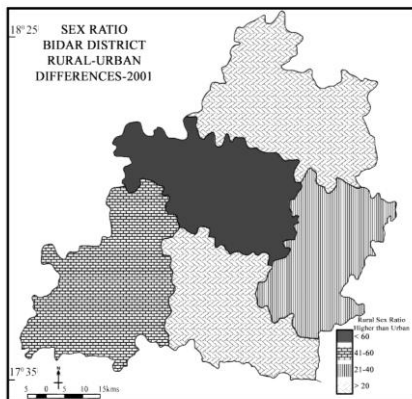 18°25
SEX RATIO
BIDAR DISTRICT
RURAL-URBAN
DIFFERENCES-2001
Rural Sex Ratio
Higher than Urban
< 60
41-60
21-40
> 20
17°35
N
5 0 5 10 15kms